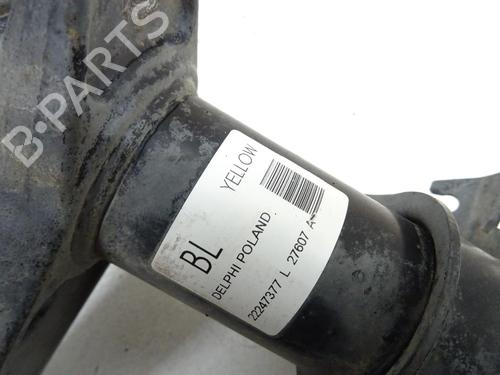 B-PARTS
YELLOW
BL
DELPHI POLAND
22247377 L 27607 A